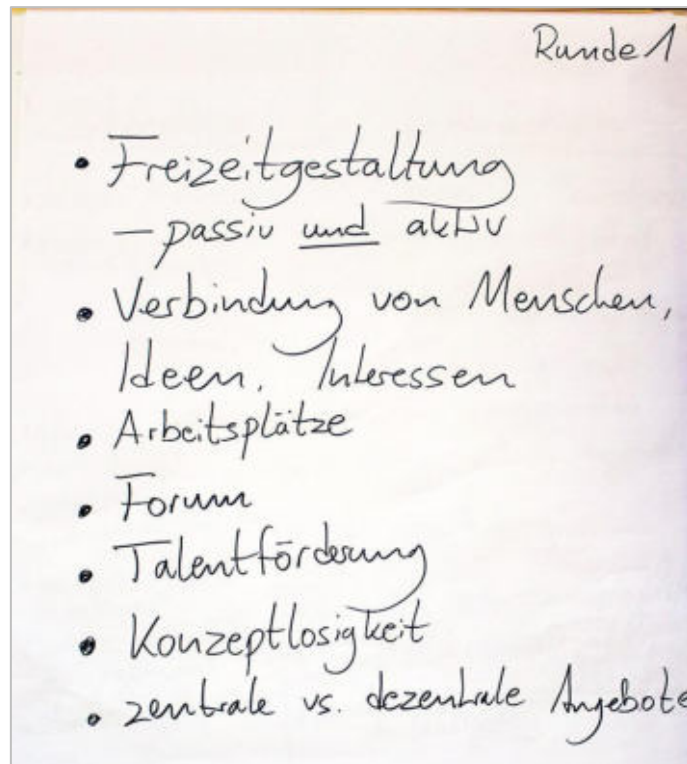 Runde 1
• Freizeitgestaltung
– passiv und aktiv
• Verbindung von Menschen,
Ideen, Interessen
• Arbeitsplätze
• Forum
• Talentförderung
• Konzeptlosigkeit
• zentrale vs. dezentrale Angebote